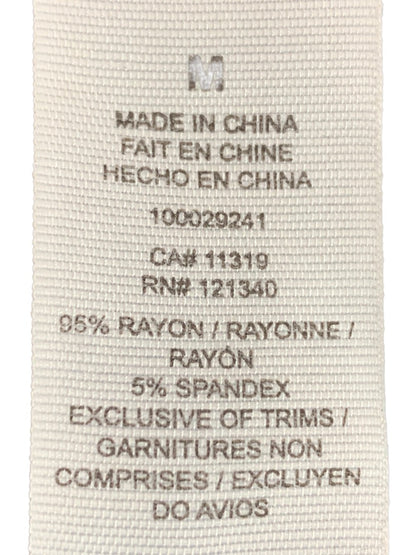 M
MADE IN CHINA
FAIT EN CHINE
HECHO EN CHINA
100029241
CA# 11319
RN# 121340
95% RAYON / RAYONNE /
RAYÓN
5% SPANDEX
EXCLUSIVE OF TRIMS /
GARNITURES NON
COMPRISES / EXCLUYEN
DO AVIOS